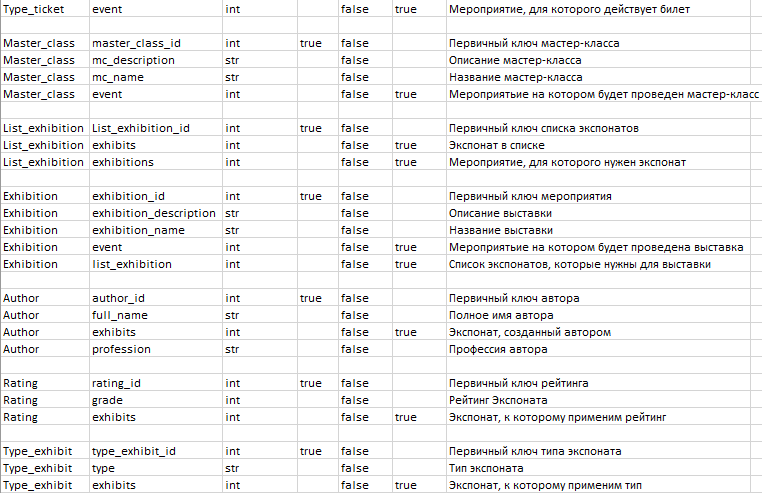 Type_ticket event int false true Мероприятие, для которого действует билет
Master_class master_class_id int true false Первичный ключ мастер-класса
Master_class mc_description str false Описание мастер-класса
Master_class mc_name str false Название мастер-класса
Master_class event int false true Мероприятые на котором будет проведен мастер-класс
List_exhibition List_exhibition_id int true false Первичный ключ списка экспонатов
List_exhibition exhibits int false true Экспонат в списке
List_exhibition exhibitions int false true Мероприятие, для которого нужен экспонат
Exhibition exhibition_id int true false Первичный ключ мероприятия
Exhibition exhibition_description str false Описание выставки
Exhibition exhibition_name str false Название выставки
Exhibition event int false true Мероприятые на котором будет проведена выставка
Exhibition list_exhibition int false true Список экспонатов, которые нужны для выставки
Author author_id int true false Первичный ключ автора
Author full_name str false Полное имя автора
Author exhibits int false true Экспонат, созданный автором
Author profession str false Профессия автора
Rating rating_id int true false Первичный ключ рейтинга
Rating grade int false Рейтинг Экспоната
Rating exhibits int false true Экспонат, к которому применим рейтинг
Type_exhibit type_exhibit_id int true false Первичный ключ типа экспоната
Type_exhibit type str false Тип экспоната
Type_exhibit exhibits int false true Экспонат, к которому применим тип